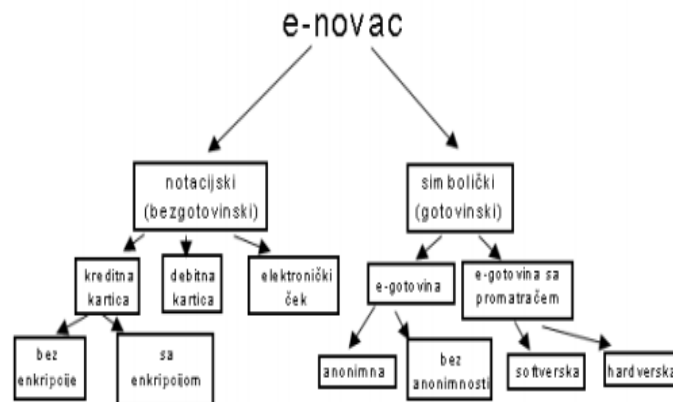 e-novac
notacijski
(bezgotovinski)
simbolički
(gotovinski)
kreditna
kartica
debitna
kartica
elektronički
ček
e-gotovina
e-gotovina sa
promatračem
bez
enkripcije
sa
enkripcijom
anonimna
bez
anonimnosti
softverska
hardverska